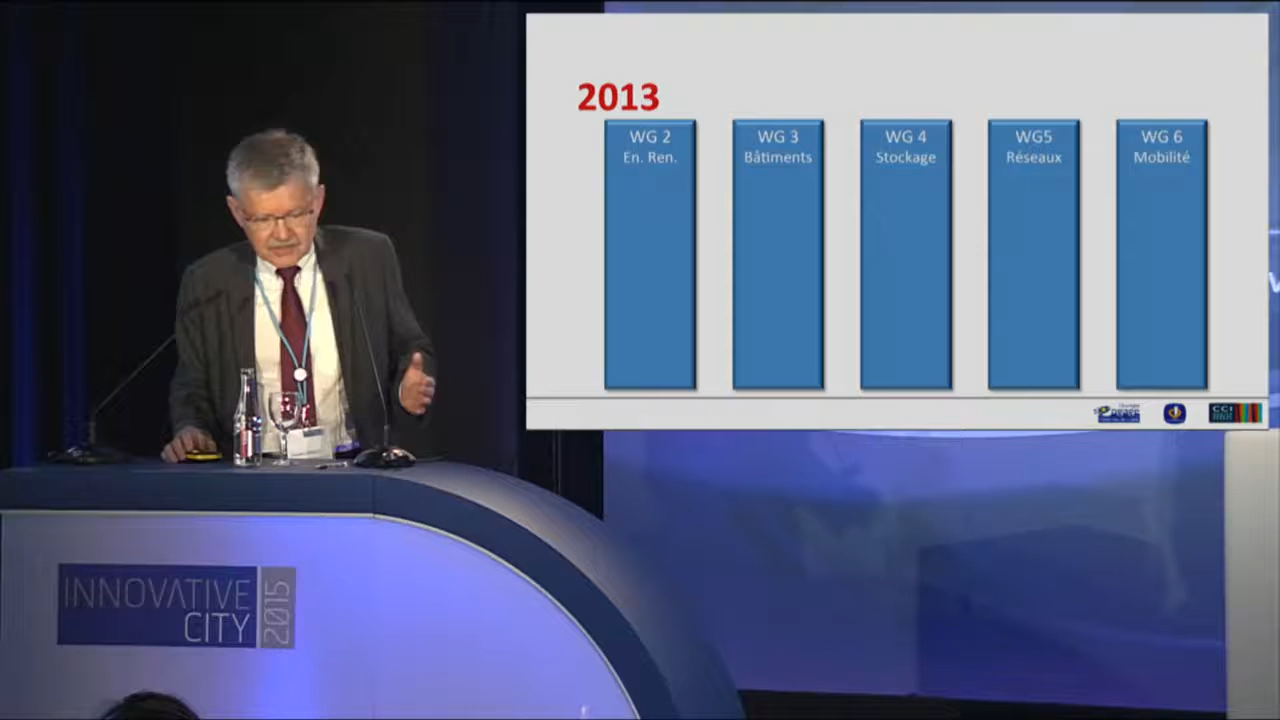 2013
WG 2
En. Ren.
WG 3
Bâtiments
WG 4
Stockage
WG5
Réseaux
WG 6
Mobilité
CCI
INNOVATIVE
CITY
2015